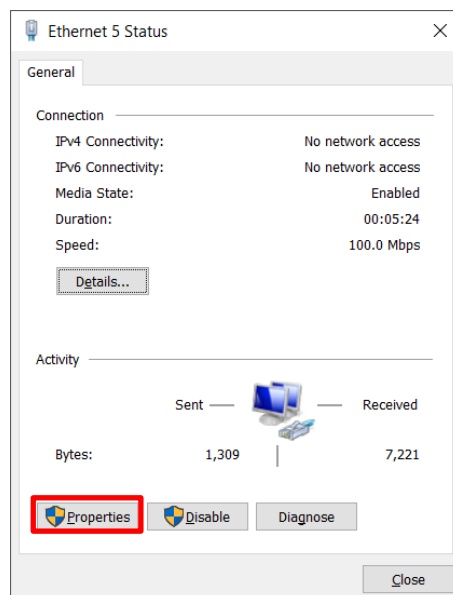 Ethernet 5 Status
General
Connection
IPv4 Connectivity: No network access
IPv6 Connectivity: No network access
Media State: Enabled
Duration: 00:05:24
Speed: 100.0 Mbps
Details...
Activity
Sent Received
Bytes: 1,309 7,221
Properties Disable Diagnose
Close